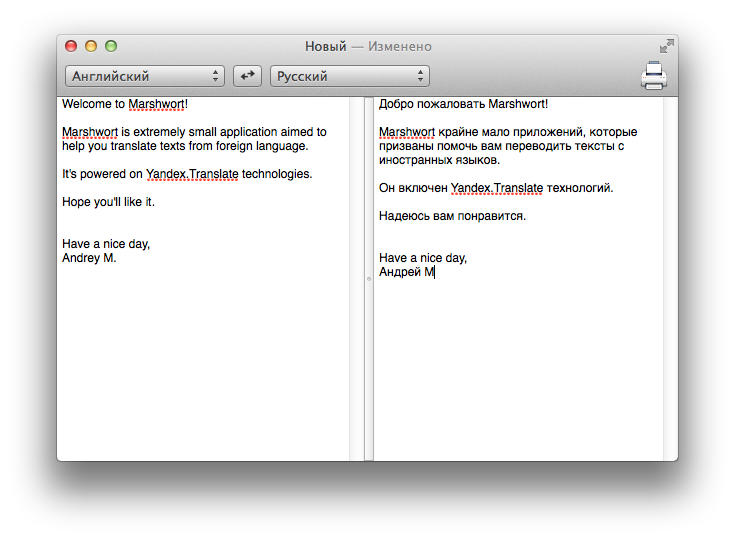 Новый — Изменено
Английский
Русский
Welcome to Marshwort!
Marshwort is extremely small application aimed to
help you translate texts from foreign language.
It's powered on Yandex.Translate technologies.
Hope you'll like it.
Have a nice day,
Andrey M.
Добро пожаловать Marshwort!
Marshwort крайне мало приложений, которые
призваны помочь вам переводить тексты с
иностранных языков.
Он включен Yandex.Translate технологий.
Надеюсь вам понравится.
Have a nice day,
Андрей М